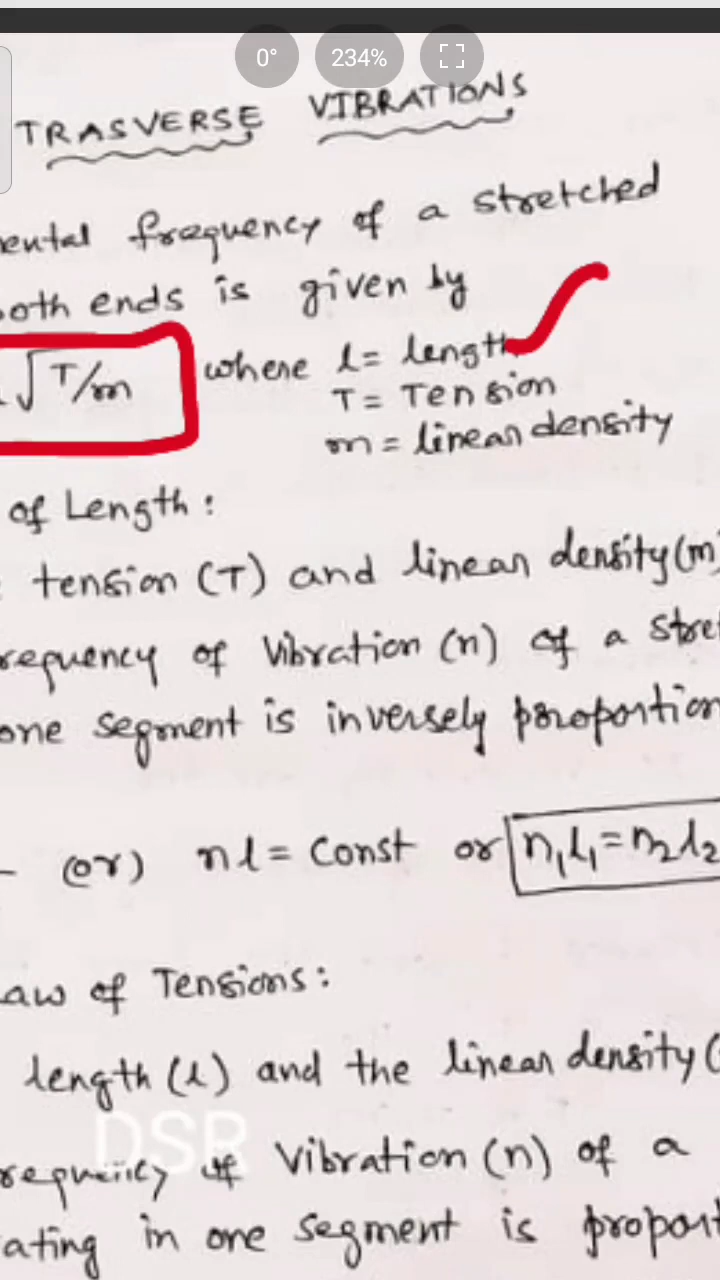 0° 234%
TRASVERSE VIBRATIONS
ental frequency of a stretched
oth ends is given by
√T/m where l = length
T = Tension
m = linear density
of Length :
tension (T) and linear density (m)
requency of Vibration (n) of a Stre
one segment is inversely proportion
(or) nl = Const or n₁l₁ = n₂l₂
aw of Tensions :
length (l) and the linear density (
DSR
requency of Vibration (n) of a
ating in one segment is proport